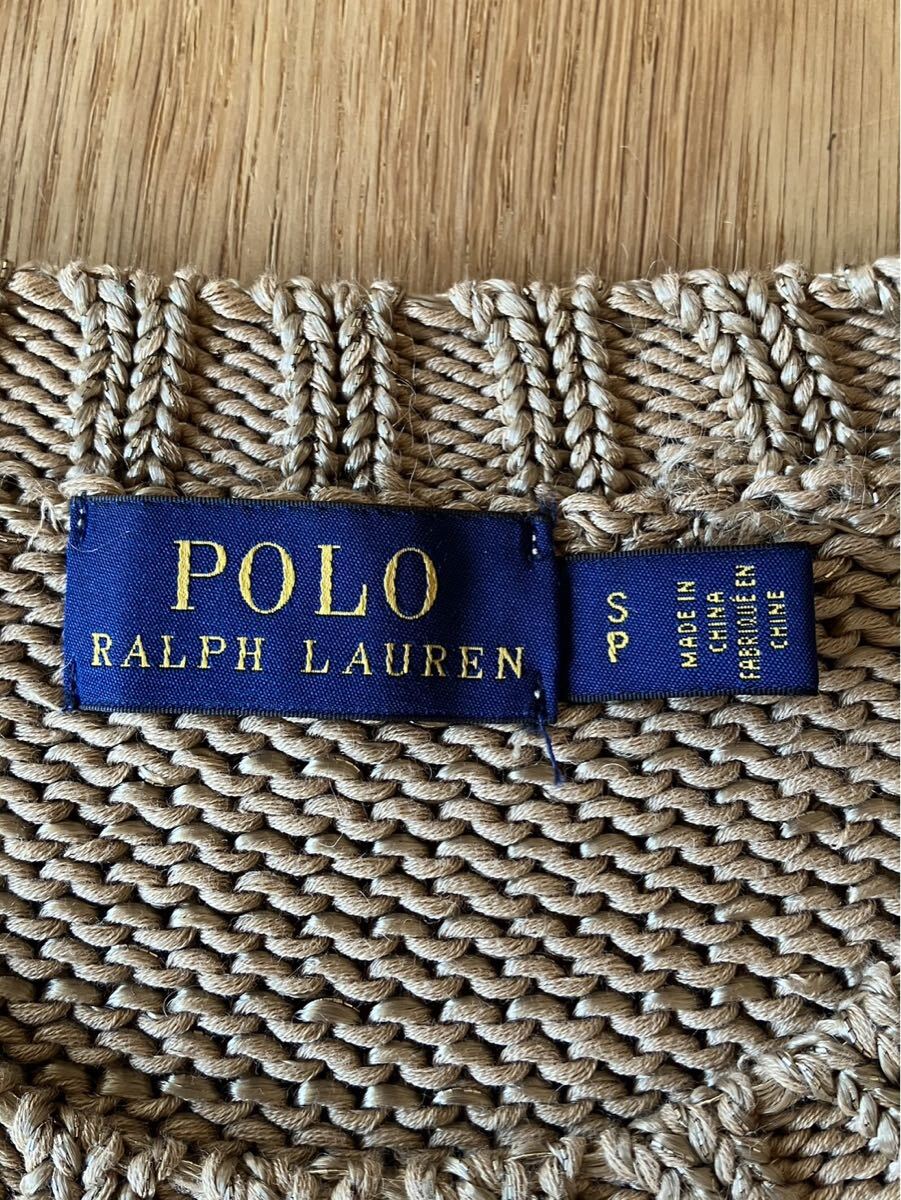 POLO
RALPH LAUREN
S
P
MADE IN
CHINA
FABRIQUÉ EN
CHINE